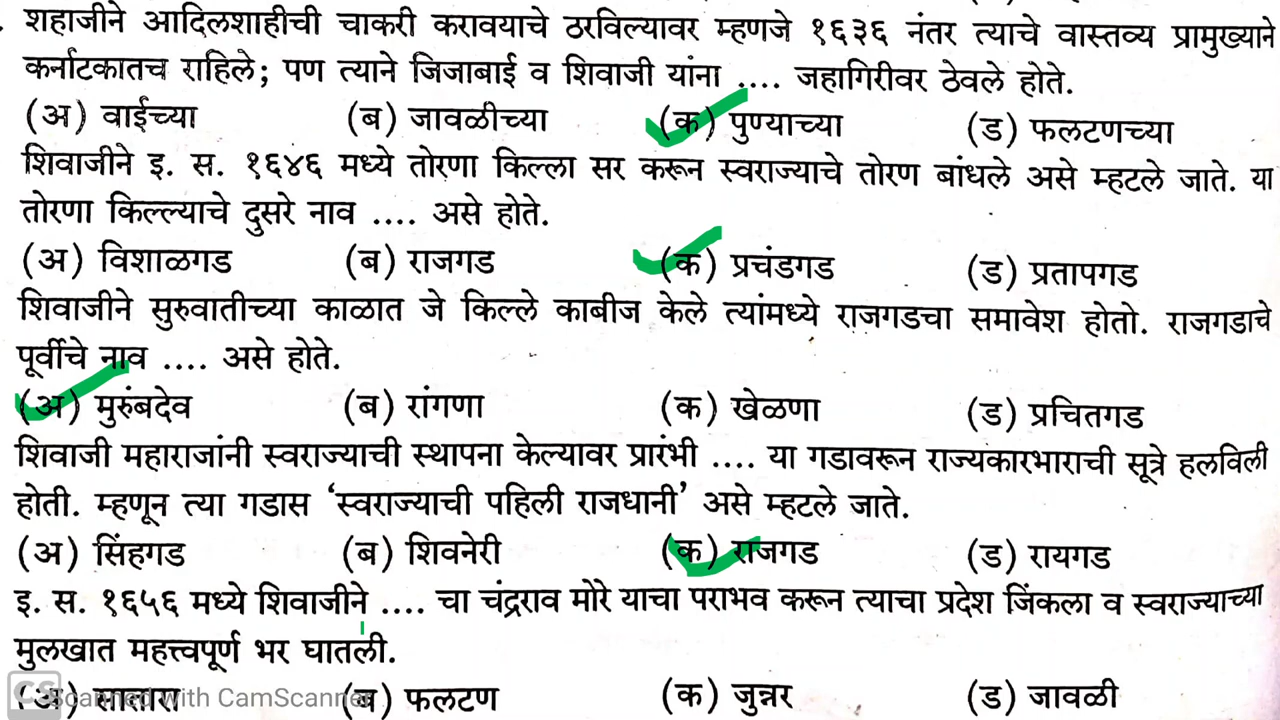 शहाजीने आदिलशाहीची चाकरी करावयाचे ठरविल्यावर म्हणजे १६३६ नंतर त्याचे वास्तव्य प्रामुख्याने
कर्नाटकातच राहिले; पण त्याने जिजाबाई व शिवाजी यांना .... जहागिरीवर ठेवले होते.
(अ) वाईच्या (ब) जावळीच्या (क) पुण्याच्या (ड) फलटणच्या
शिवाजीने इ. स. १६४६ मध्ये तोरणा किल्ला सर करून स्वराज्याचे तोरण बांधले असे म्हटले जाते. या
तोरणा किल्ल्याचे दुसरे नाव .... असे होते.
(अ) विशाळगड (ब) राजगड (क) प्रचंडगड (ड) प्रतापगड
शिवाजीने सुरुवातीच्या काळात जे किल्ले काबीज केले त्यांमध्ये राजगडचा समावेश होतो. राजगडाचे
पूर्वीचे नाव .... असे होते.
(अ) मुरुंबदेव (ब) रांगणा (क) खेळणा (ड) प्रचितगड
शिवाजी महाराजांनी स्वराज्याची स्थापना केल्यावर प्रारंभी .... या गडावरून राज्यकारभाराची सूत्रे हलविली
होती. म्हणून त्या गडास ‘स्वराज्याची पहिली राजधानी’ असे म्हटले जाते.
(अ) सिंहगड (ब) शिवनेरी (क) राजगड (ड) रायगड
इ. स. १६५६ मध्ये शिवाजीने .... चा चंद्रराव मोरे याचा पराभव करून त्याचा प्रदेश जिंकला व स्वराज्याच्या
मुलखात महत्त्वपूर्ण भर घातली.
(अ) सातारा (ब) फलटण (क) जुन्नर (ड) जावळी
CS Scanned with CamScanner